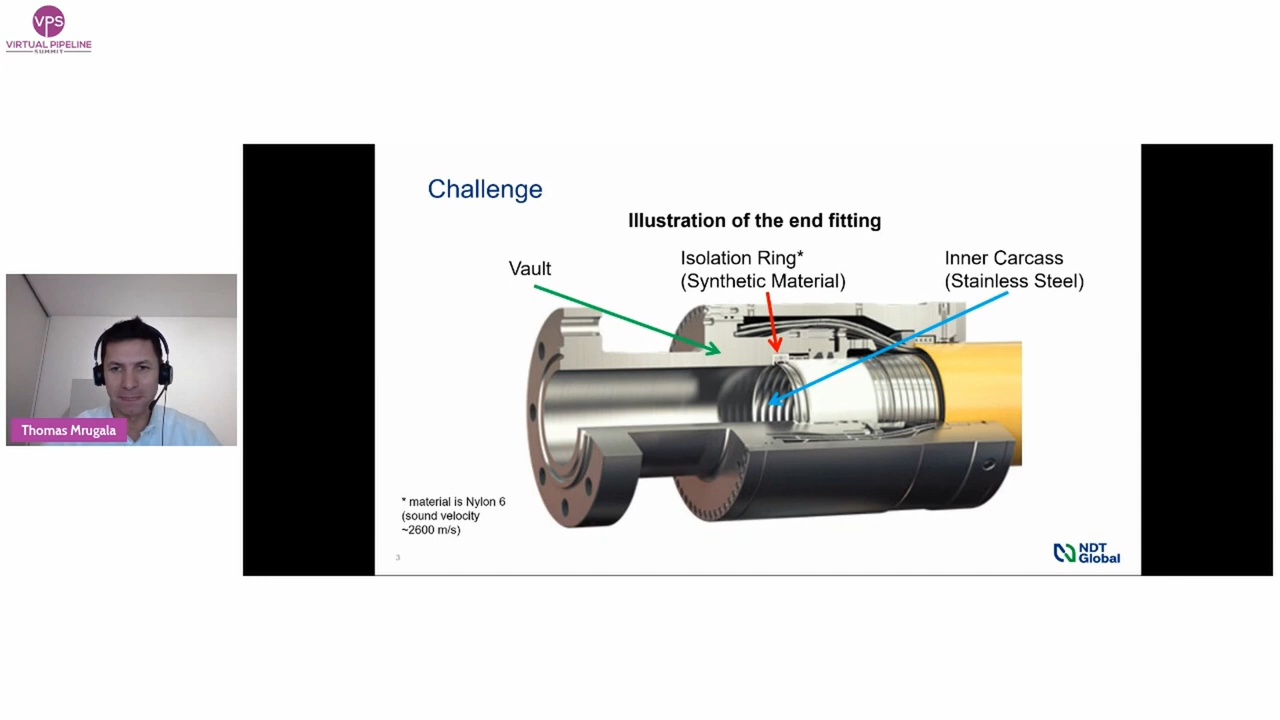 VPS
VIRTUAL PIPELINE
SUMMIT
Challenge
Illustration of the end fitting
Vault
Isolation Ring*
(Synthetic Material)
Inner Carcass
(Stainless Steel)
Thomas Mrugala
* material is Nylon 6
(sound velocity
~2600 m/s)
3
NDT
Global